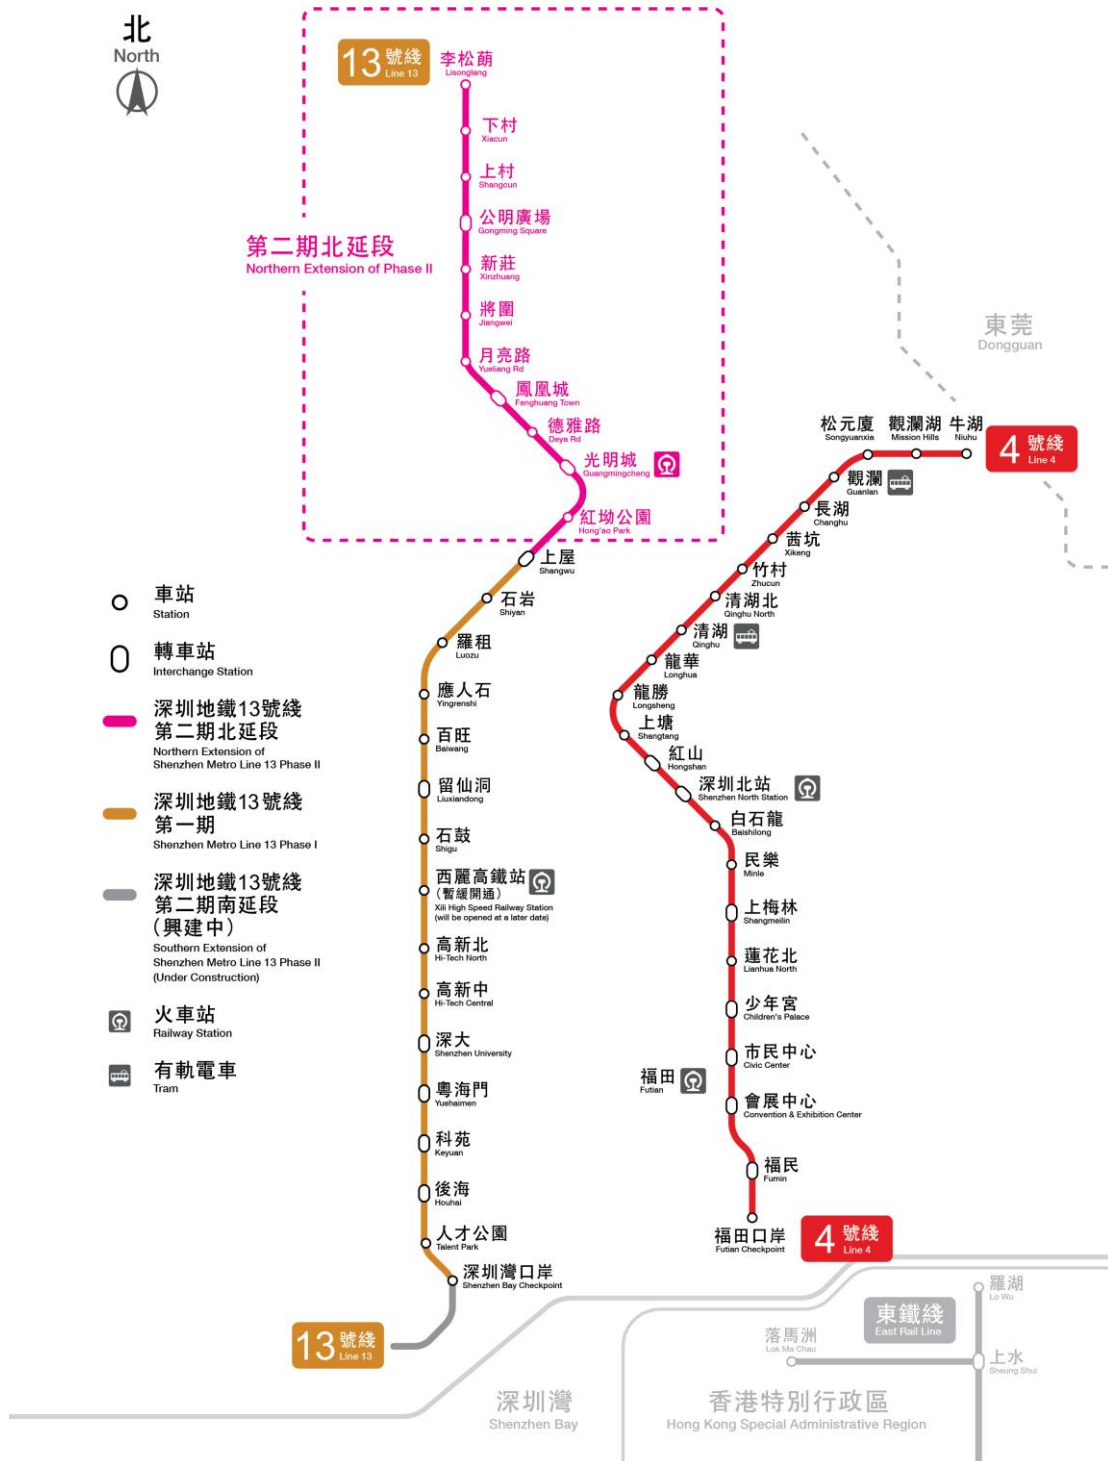 北
North
13 號綫
Line 13
李松蓢
Lisonglang
下村
Xiacun
上村
Shangcun
公明廣場
Gongming Square
第二期北延段
Northern Extension of Phase II
新莊
Xinzhuang
將圍
Jiangwei
月亮路
Yueliang Rd
鳳凰城
Fenghuang Town
德雅路
Deya Rd
光明城
Guangmingcheng
紅坳公園
Hong'ao Park
上屋
Shangwu
石岩
Shiyan
羅租
Luozu
應人石
Yingrenshi
百旺
Baiwang
留仙洞
Liuxiandong
石鼓
Shigu
西麗高鐵站
(暫緩開通)
Xili High Speed Railway Station
(will be opened at a later date)
高新北
Hi-Tech North
高新中
Hi-Tech Central
深大
Shenzhen University
粵海門
Yuehaimen
科苑
Keyuan
後海
Houhai
人才公園
Talent Park
深圳灣口岸
Shenzhen Bay Checkpoint
13 號綫
Line 13
東莞
Dongguan
4 號綫
Line 4
牛湖
Niuhu
觀瀾湖
Mission Hills
松元廈
Songyuanxia
觀瀾
Guanlan
長湖
Changhu
茜坑
Xikeng
竹村
Zhucun
清湖北
Qinghu North
清湖
Qinghu
龍華
Longhua
龍勝
Longsheng
上塘
Shangtang
紅山
Hongshan
深圳北站
Shenzhen North Station
白石龍
Baishilong
民樂
Minle
上梅林
Shangmeilin
蓮花北
Lianhua North
少年宮
Children's Palace
市民中心
Civic Center
福田
Futian
會展中心
Convention & Exhibition Center
福民
Fumin
福田口岸
Futian Checkpoint
4 號綫
Line 4
羅湖
Lo Wu
東鐵綫
East Rail Line
落馬洲
Lok Ma Chau
上水
Sheung Shui
深圳灣
Shenzhen Bay
香港特別行政區
Hong Kong Special Administrative Region
車站
Station
轉車站
Interchange Station
深圳地鐵13號綫
第二期北延段
Northern Extension of
Shenzhen Metro Line 13 Phase II
深圳地鐵13號綫
第一期
Shenzhen Metro Line 13 Phase I
深圳地鐵13號綫
第二期南延段
(興建中)
Southern Extension of
Shenzhen Metro Line 13 Phase II
(Under Construction)
火車站
Railway Station
有軌電車
Tram